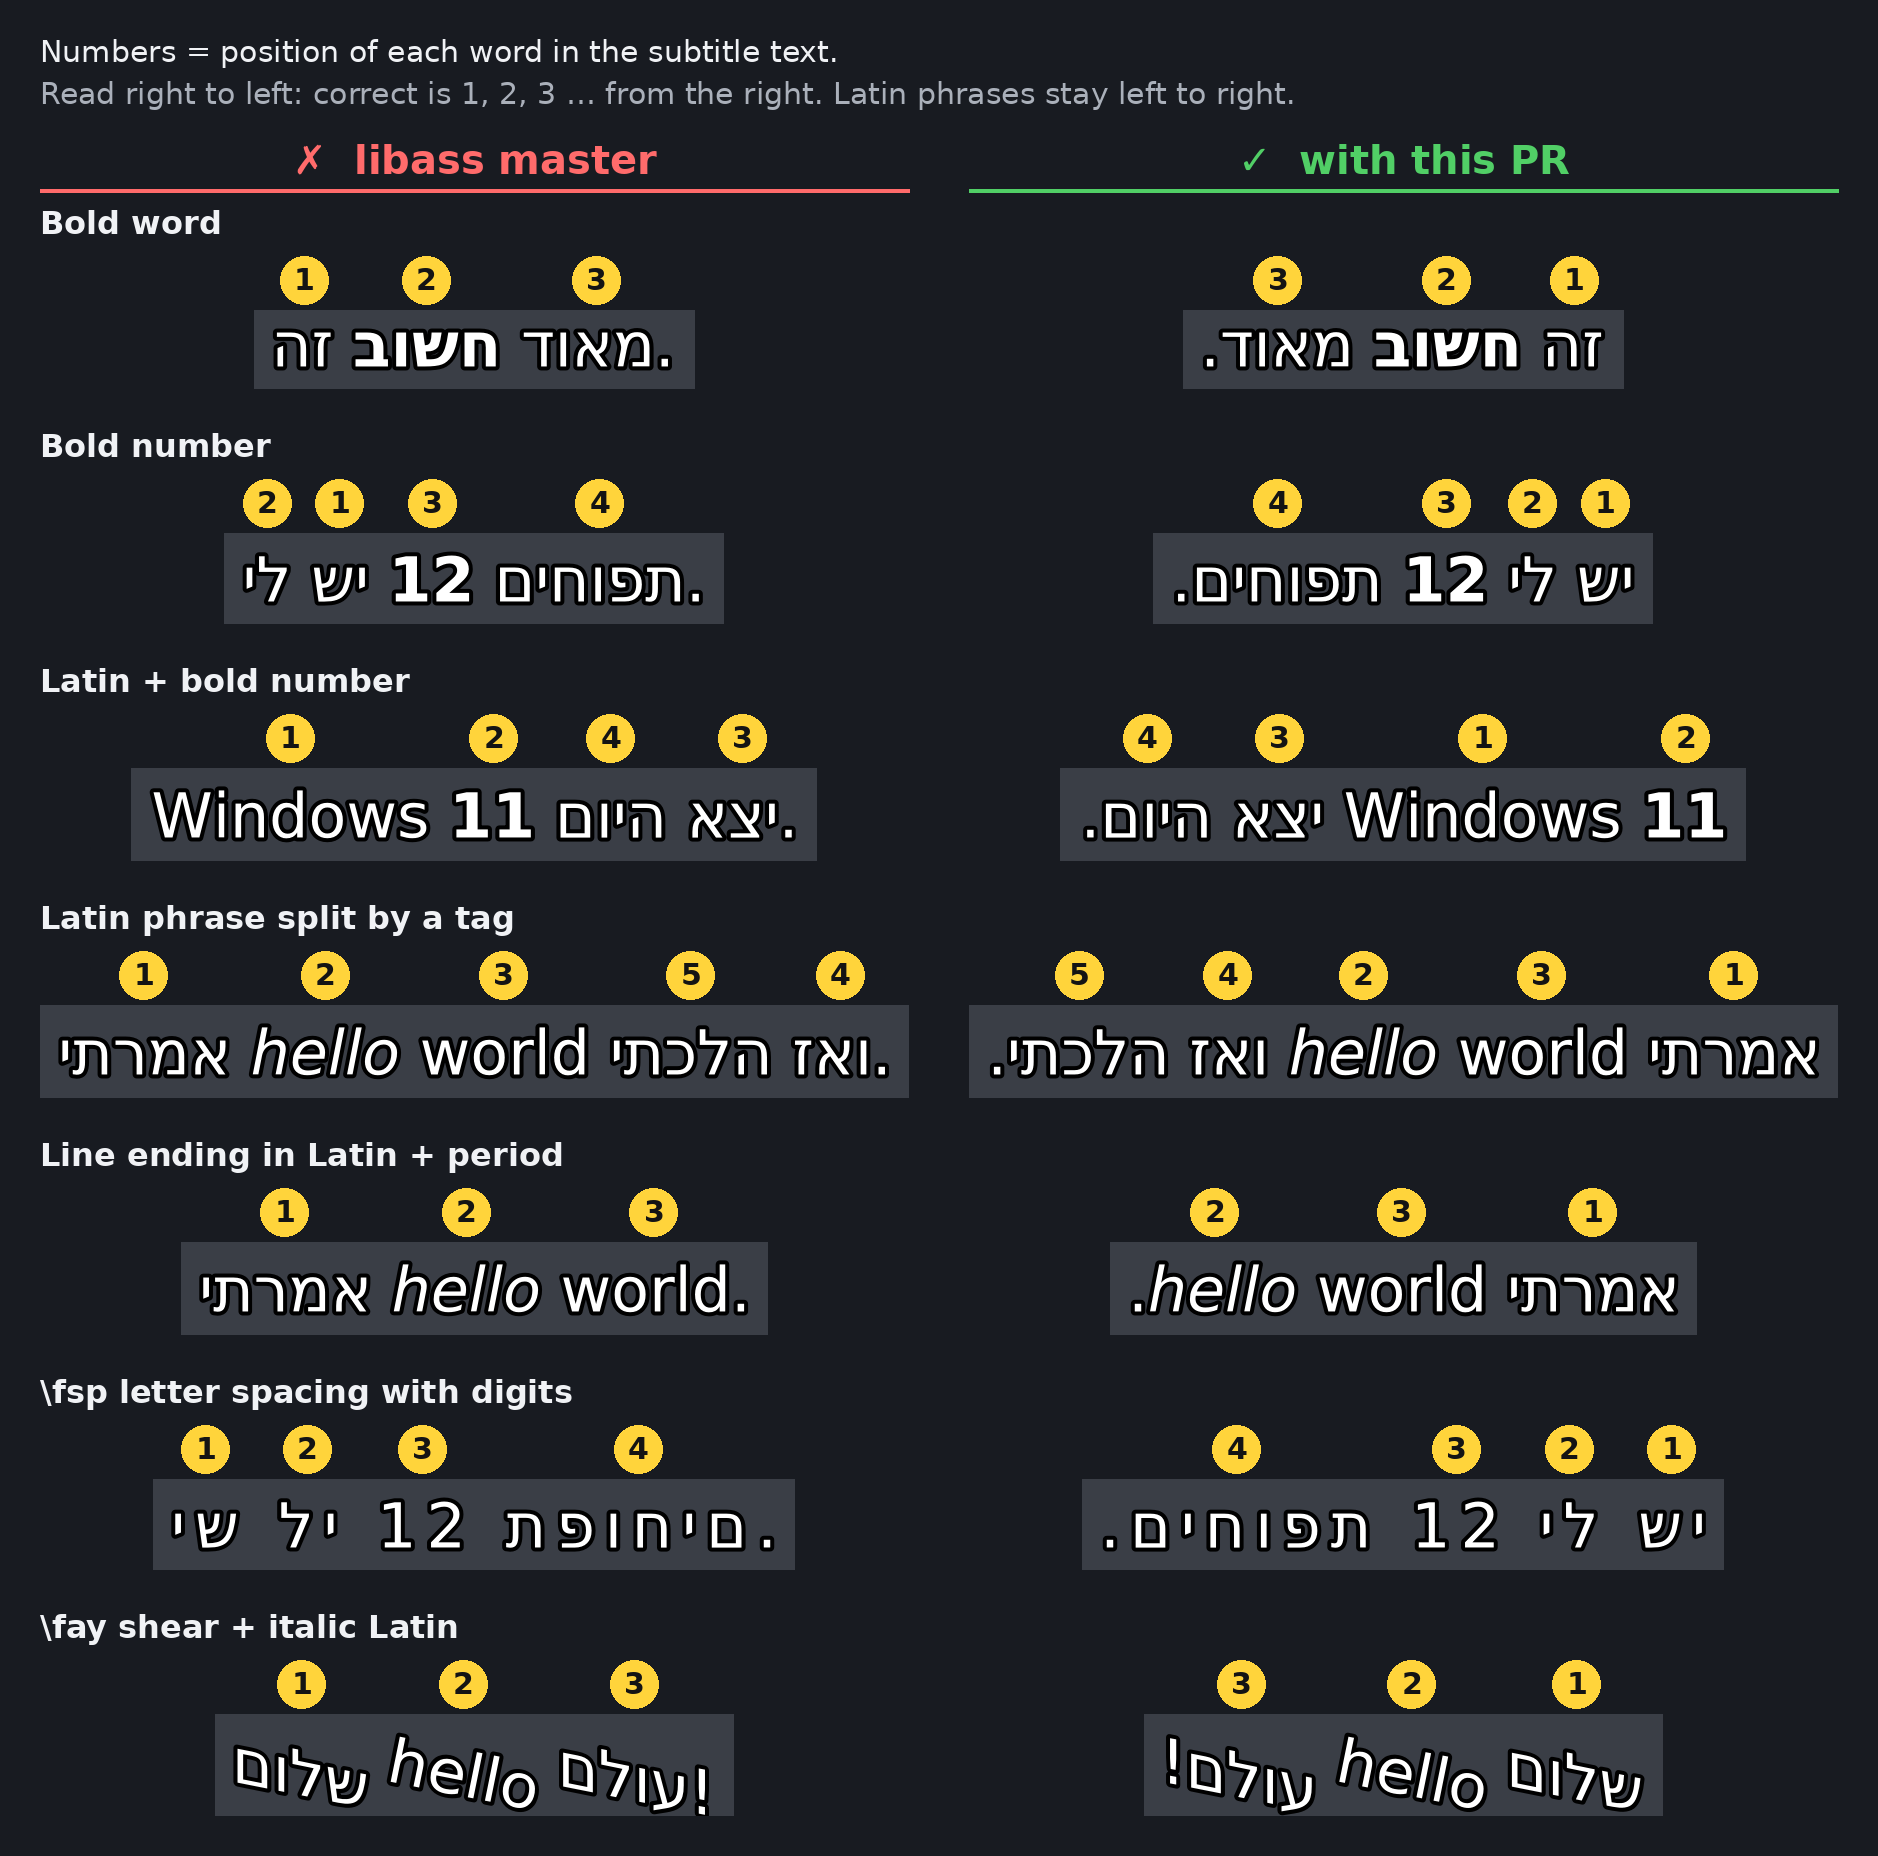 Numbers = position of each word in the subtitle text.
Read right to left: correct is 1, 2, 3 … from the right. Latin phrases stay left to right.
✗ libass master
✓ with this PR
Bold word
1 2 3
.מאוד חשוב זה
3 2 1
זה חשוב מאוד.
Bold number
2 1 3 4
.תפוחים 12 יש לי
4 3 2 1
יש לי 12 תפוחים.
Latin + bold number
1 2 4 3
Windows 11 יצא היום.
4 3 1 2
Windows 11 יצא היום.
Latin phrase split by a tag
1 2 3 5 4
אמרתי hello world ואז הלכתי.
5 4 2 3 1
אמרתי hello world ואז הלכתי.
Line ending in Latin + period
1 2 3
אמרתי hello world.
2 3 1
אמרתי hello world.
\fsp letter spacing with digits
1 2 3 4
.םיחופת 12 יל שי
4 3 2 1
יש לי 12 תפוחים.
\fay shear + italic Latin
1 2 3
שלום hello עולם!
3 2 1
שלום hello עולם!